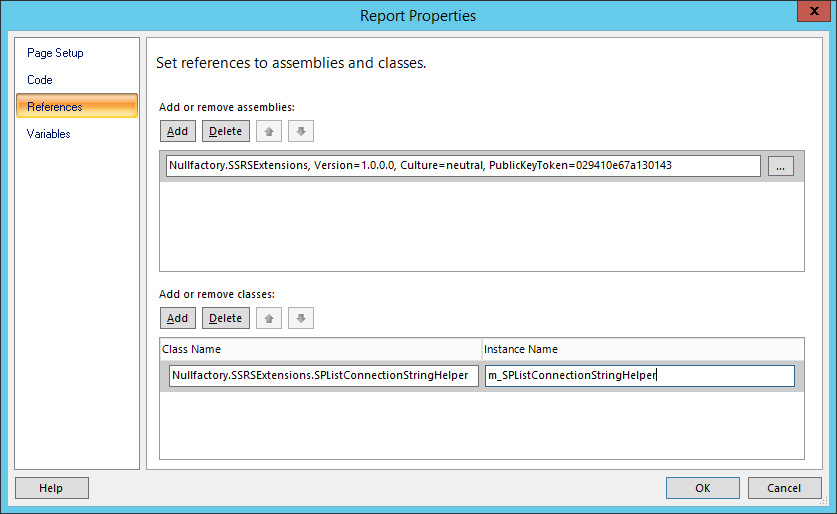 Report Properties
x
Page Setup
Code
References
Variables
Set references to assemblies and classes.
Add or remove assemblies:
Add Delete
Nullfactory.SSRSExtensions, Version=1.0.0.0, Culture=neutral, PublicKeyToken=029410e67a130143 ...
Add or remove classes:
Add Delete
Class Name Instance Name
Nullfactory.SSRSExtensions.SPListConnectionStringHelper m_SPListConnectionStringHelper
Help OK Cancel